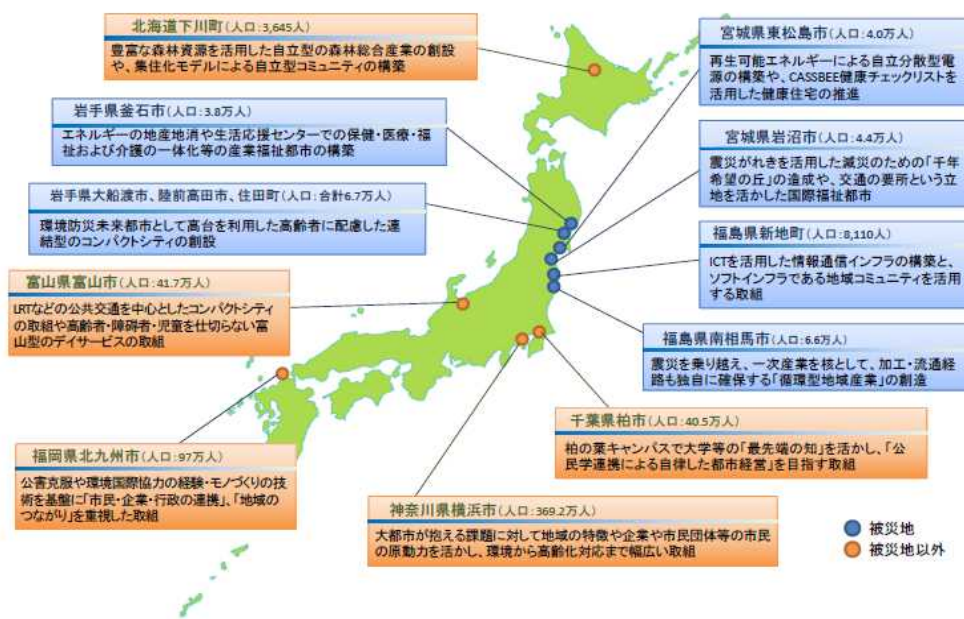 北海道下川町(人口:3,645人)
豊富な森林資源を活用した自立型の森林総合産業の創設
や、集住化モデルによる自立型コミュニティの構築
岩手県釜石市(人口:3.8万人)
エネルギーの地産地消や生活応援センターでの保健・医療・福
祉および介護の一体化等の産業福祉都市の構築
岩手県大船渡市、陸前高田市、住田町(人口:合計6.7万人)
環境防災未来都市として高台を利用した高齢者に配慮した連
結型のコンパクトシティの創設
富山県富山市(人口:41.7万人)
LRTなどの公共交通を中心としたコンパクトシティ
の取組や高齢者・障碍者・児童を仕切らない富
山型のデイサービスの取組
福岡県北九州市(人口:97万人)
公害克服や環境国際協力の経験・モノづくりの技
術を基盤に「市民・企業・行政の連携」、「地域の
つながり」を重視した取組
宮城県東松島市(人口:4.0万人)
再生可能エネルギーによる自立分散型電
源の構築や、CASSBEE健康チェックリストを
活用した健康住宅の推進
宮城県岩沼市(人口:4.4万人)
震災がれきを活用した減災のための「千年
希望の丘」の造成や、交通の要所という立
地を活かした国際福祉都市
福島県新地町(人口:8,110人)
ICTを活用した情報通信インフラの構築と、
ソフトインフラである地域コミュニティを活用
する取組
福島県南相馬市(人口:6.6万人)
震災を乗り越え、一次産業を核として、加工・流通経
路も独自に確保する「循環型地域産業」の創造
千葉県柏市(人口:40.5万人)
柏の葉キャンパスで大学等の「最先端の知」を活かし、「公
民学連携による自律した都市経営」を目指す取組
神奈川県横浜市(人口:369.2万人)
大都市が抱える課題に対して地域の特徴や企業や市民団体等の市民
の原動力を活かし、環境から高齢化対応まで幅広い取組
被災地
被災地以外